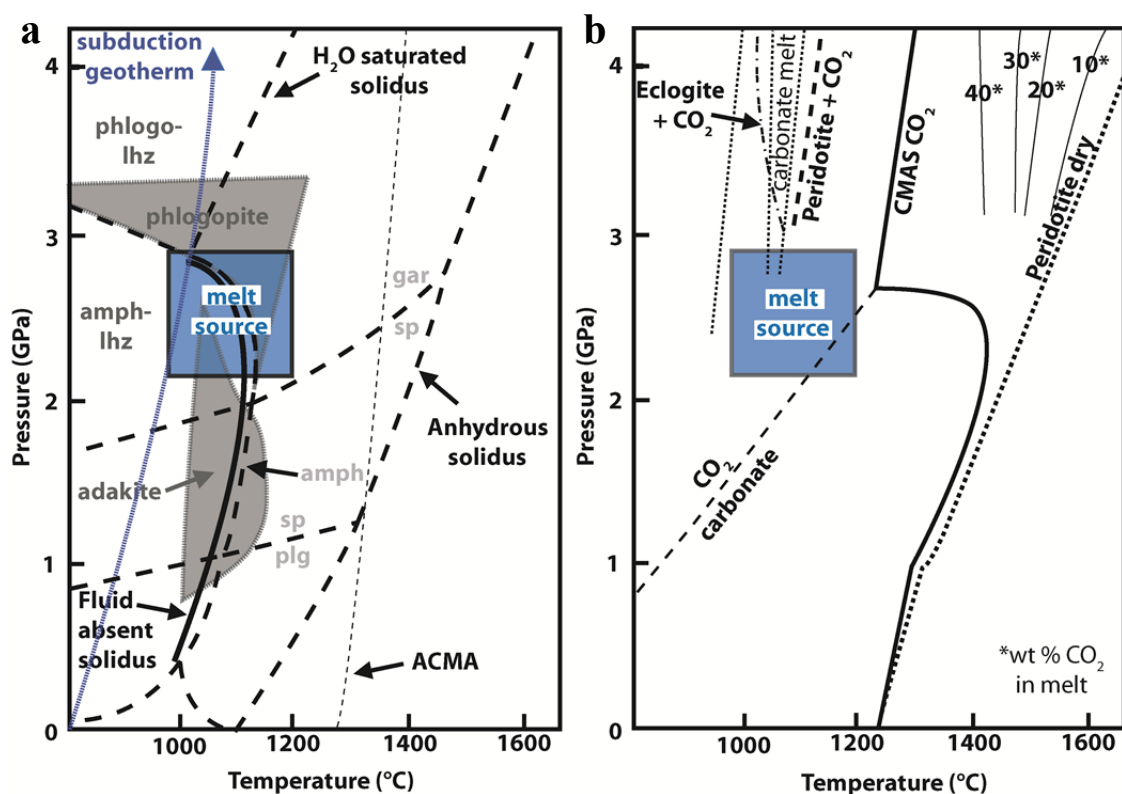 a
subduction
geotherm
H₂O saturated
solidus
phlogo-
lhz
phlogopite
melt
source
amph-
lhz
gar
sp
Anhydrous
solidus
adakite
amph
sp
plg
Fluid
absent
solidus
ACMA
Pressure (GPa)
4
3
2
1
0
1000
1200
1400
1600
Temperature (°C)
b
Eclogite
+ CO₂
carbonate melt
Peridotite + CO₂
CMAS CO₂
40*
30*
20*
10*
Peridotite dry
melt
source
CO₂
carbonate
*wt % CO₂
in melt
Pressure (GPa)
4
3
2
1
0
1000
1200
1400
1600
Temperature (°C)